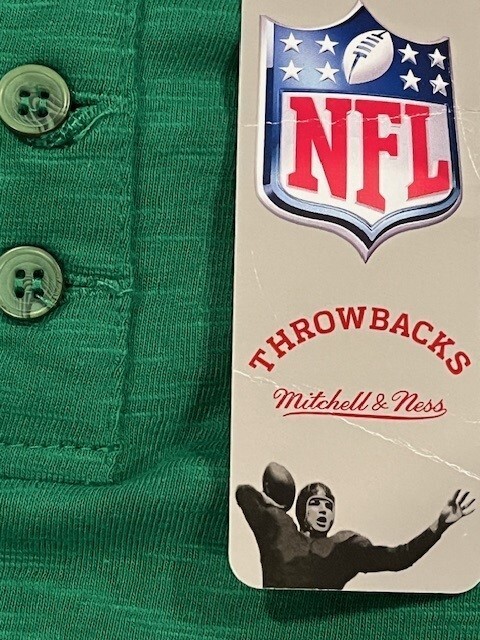 NFL
THROWBACKS
Mitchell & Ness